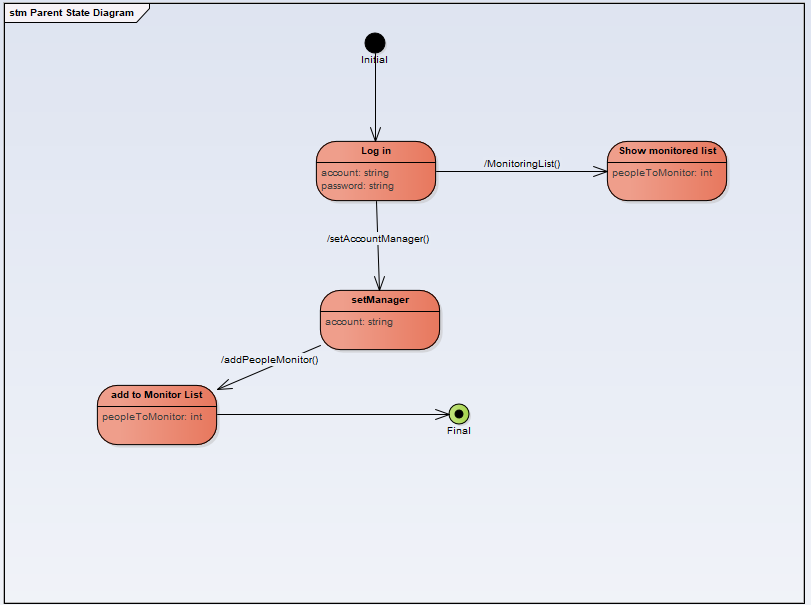 stm Parent State Diagram
Initial
Log in
account: string
password: string
/MonitoringList()
Show monitored list
peopleToMonitor: int
/setAccountManager()
setManager
account: string
/addPeopleMonitor()
add to Monitor List
peopleToMonitor: int
Final